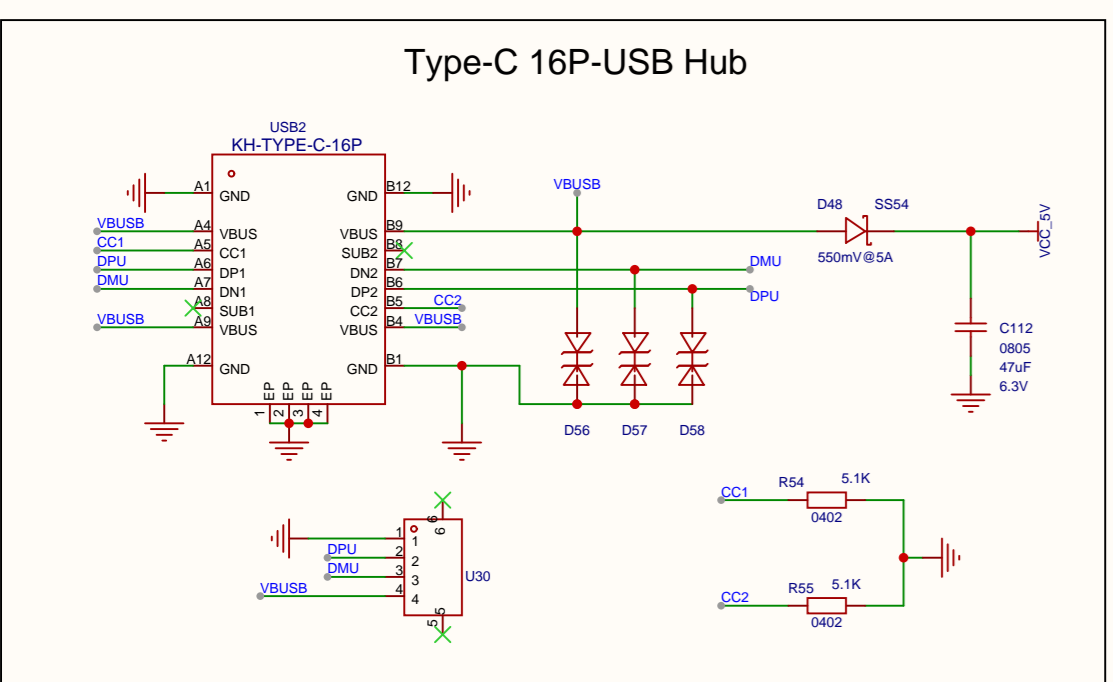 Type-C 16P-USB Hub
USB2
KH-TYPE-C-16P
A1 GND
GND B12
VBUSB A4 VBUS
VBUS B9
CC1 A5 CC1
SUB2 B8
DPU A6 DP1
DN2 B7 DMU
DMU A7 DN1
DP2 B6 DPU
A8 SUB1
CC2 B5 CC2
VBUSB A9 VBUS
VBUS B4 VBUSB
A12 GND
GND B1
EP EP EP EP
1 2 3 4
VBUSB
D48 SS54
550mV@5A
VCC_5V
C112
0805
47uF
6.3V
D56 D57 D58
6 6
1 1
DPU 2 2
DMU 3 3
VBUSB 4 4
U30
5 5
CC1 R54 5.1K
0402
CC2 R55 5.1K
0402